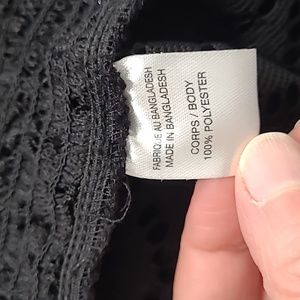 FABRIQUÉ AU BANGLADESH
MADE IN BANGLADESH
CORPS / BODY
100% POLYESTER